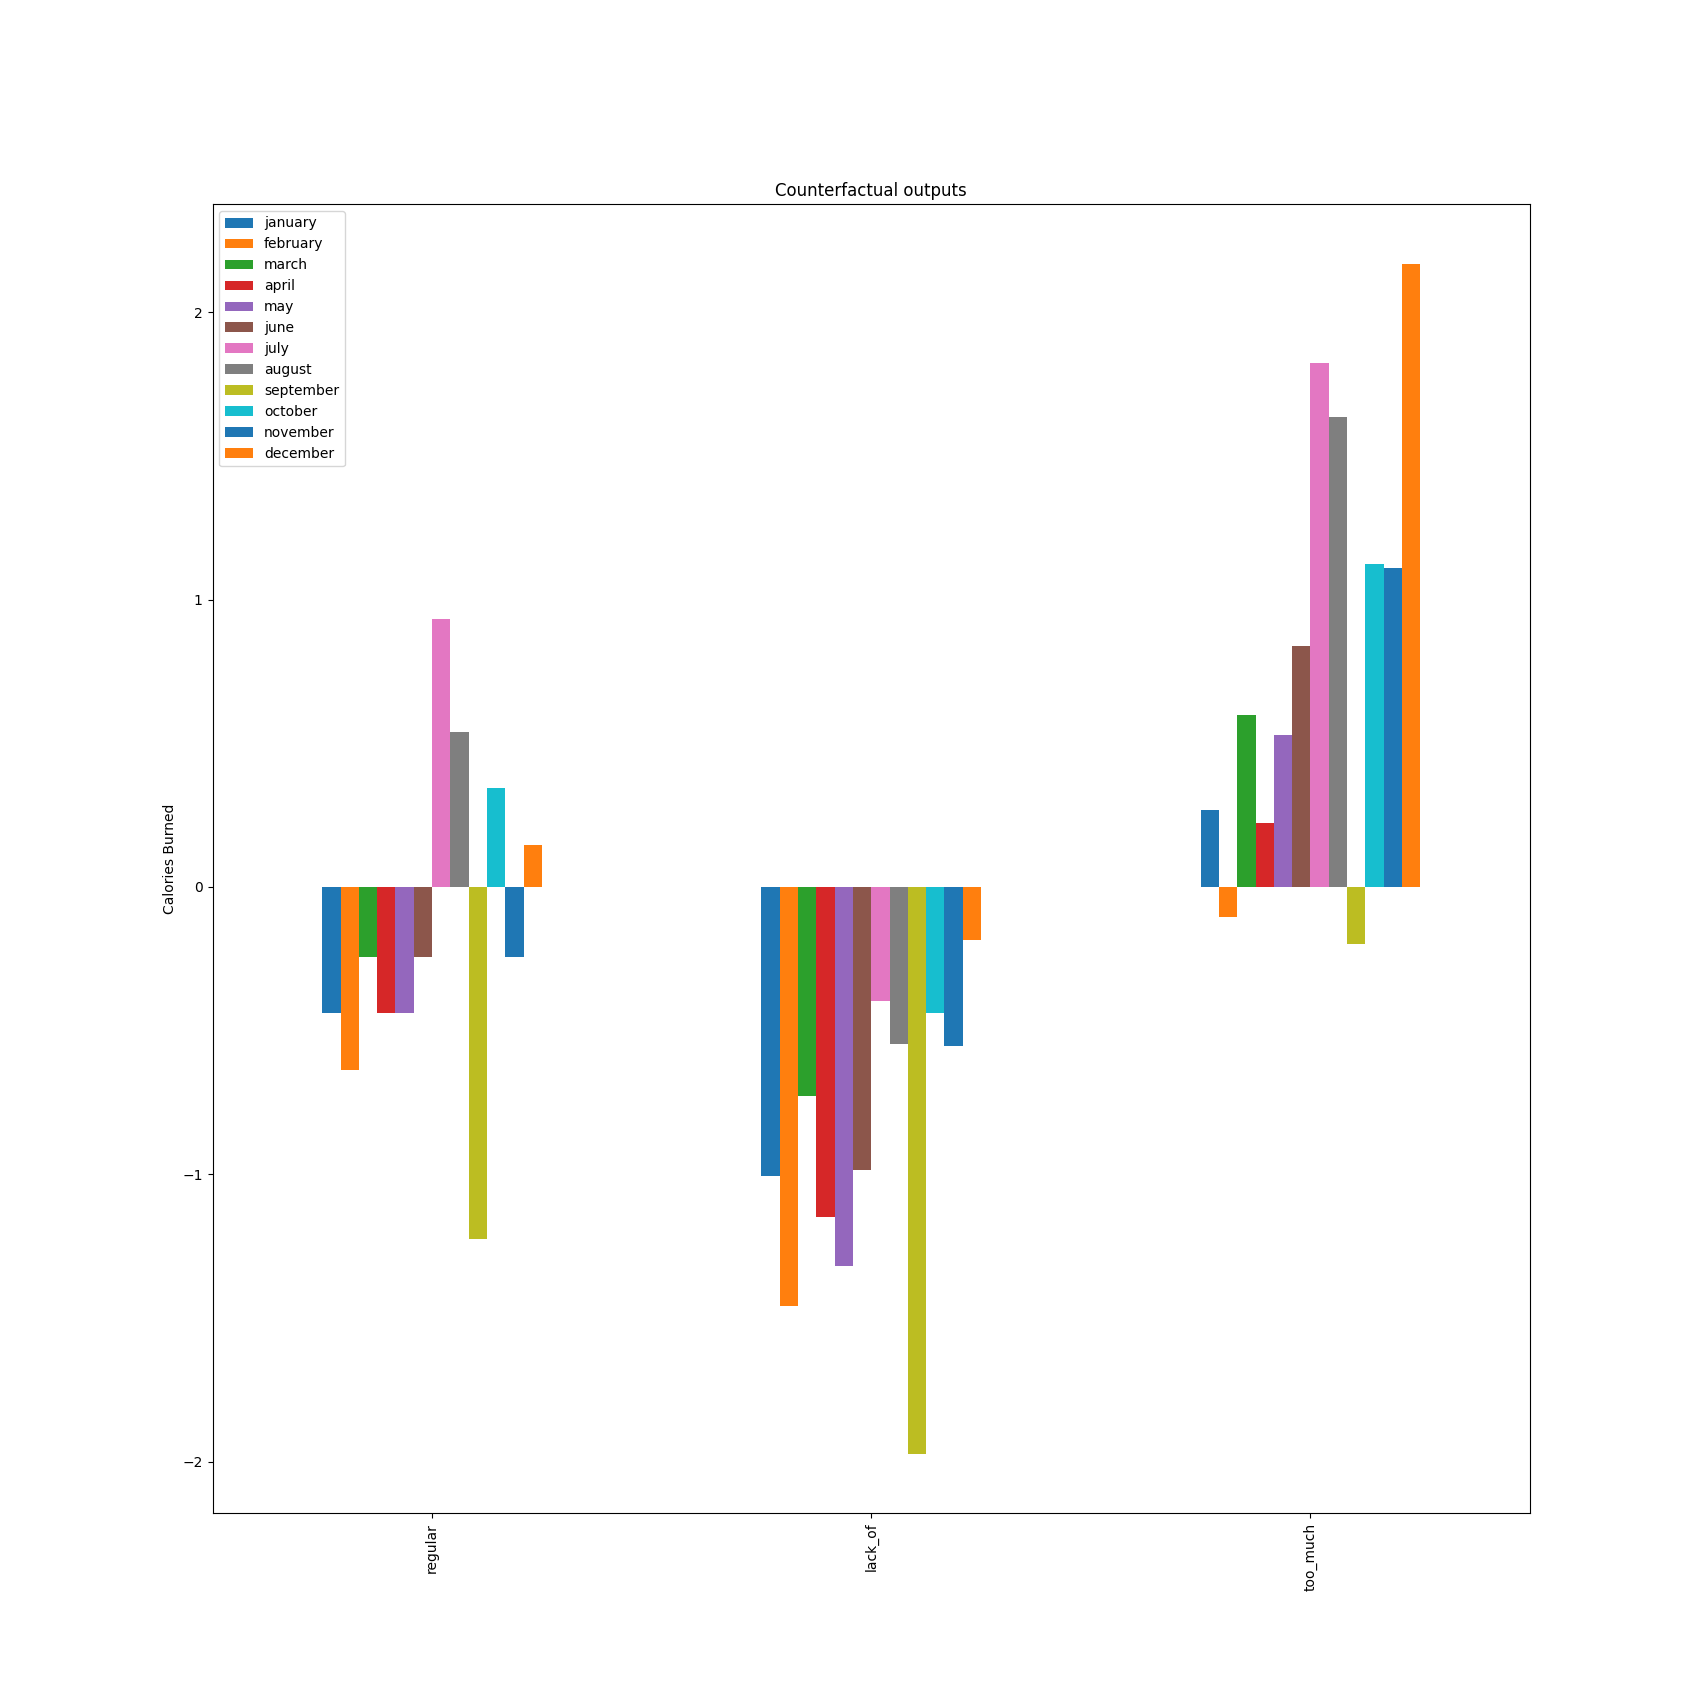 Counterfactual outputs
january
february
march
april
may
june
july
august
september
october
november
december
2
1
0
−1
−2
Calories Burned
regular
lack_of
too_much